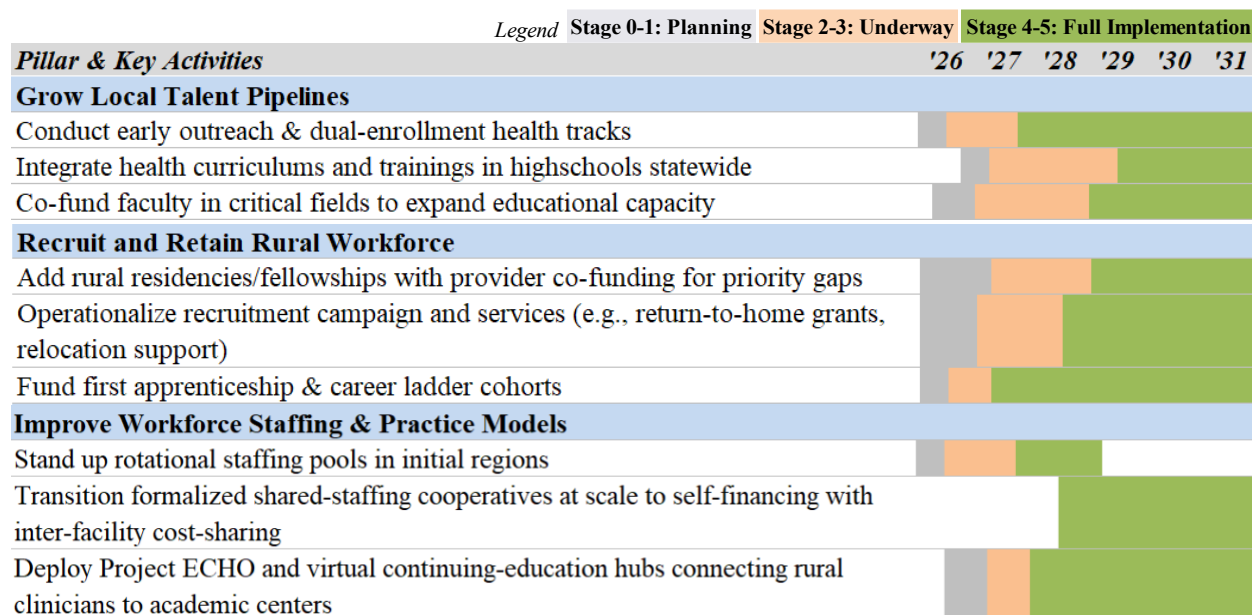 Legend Stage 0-1: Planning Stage 2-3: Underway Stage 4-5: Full Implementation
Pillar & Key Activities '26 '27 '28 '29 '30 '31
Grow Local Talent Pipelines
Conduct early outreach & dual-enrollment health tracks
Integrate health curriculums and trainings in highschools statewide
Co-fund faculty in critical fields to expand educational capacity
Recruit and Retain Rural Workforce
Add rural residencies/fellowships with provider co-funding for priority gaps
Operationalize recruitment campaign and services (e.g., return-to-home grants,
relocation support)
Fund first apprenticeship & career ladder cohorts
Improve Workforce Staffing & Practice Models
Stand up rotational staffing pools in initial regions
Transition formalized shared-staffing cooperatives at scale to self-financing with
inter-facility cost-sharing
Deploy Project ECHO and virtual continuing-education hubs connecting rural
clinicians to academic centers